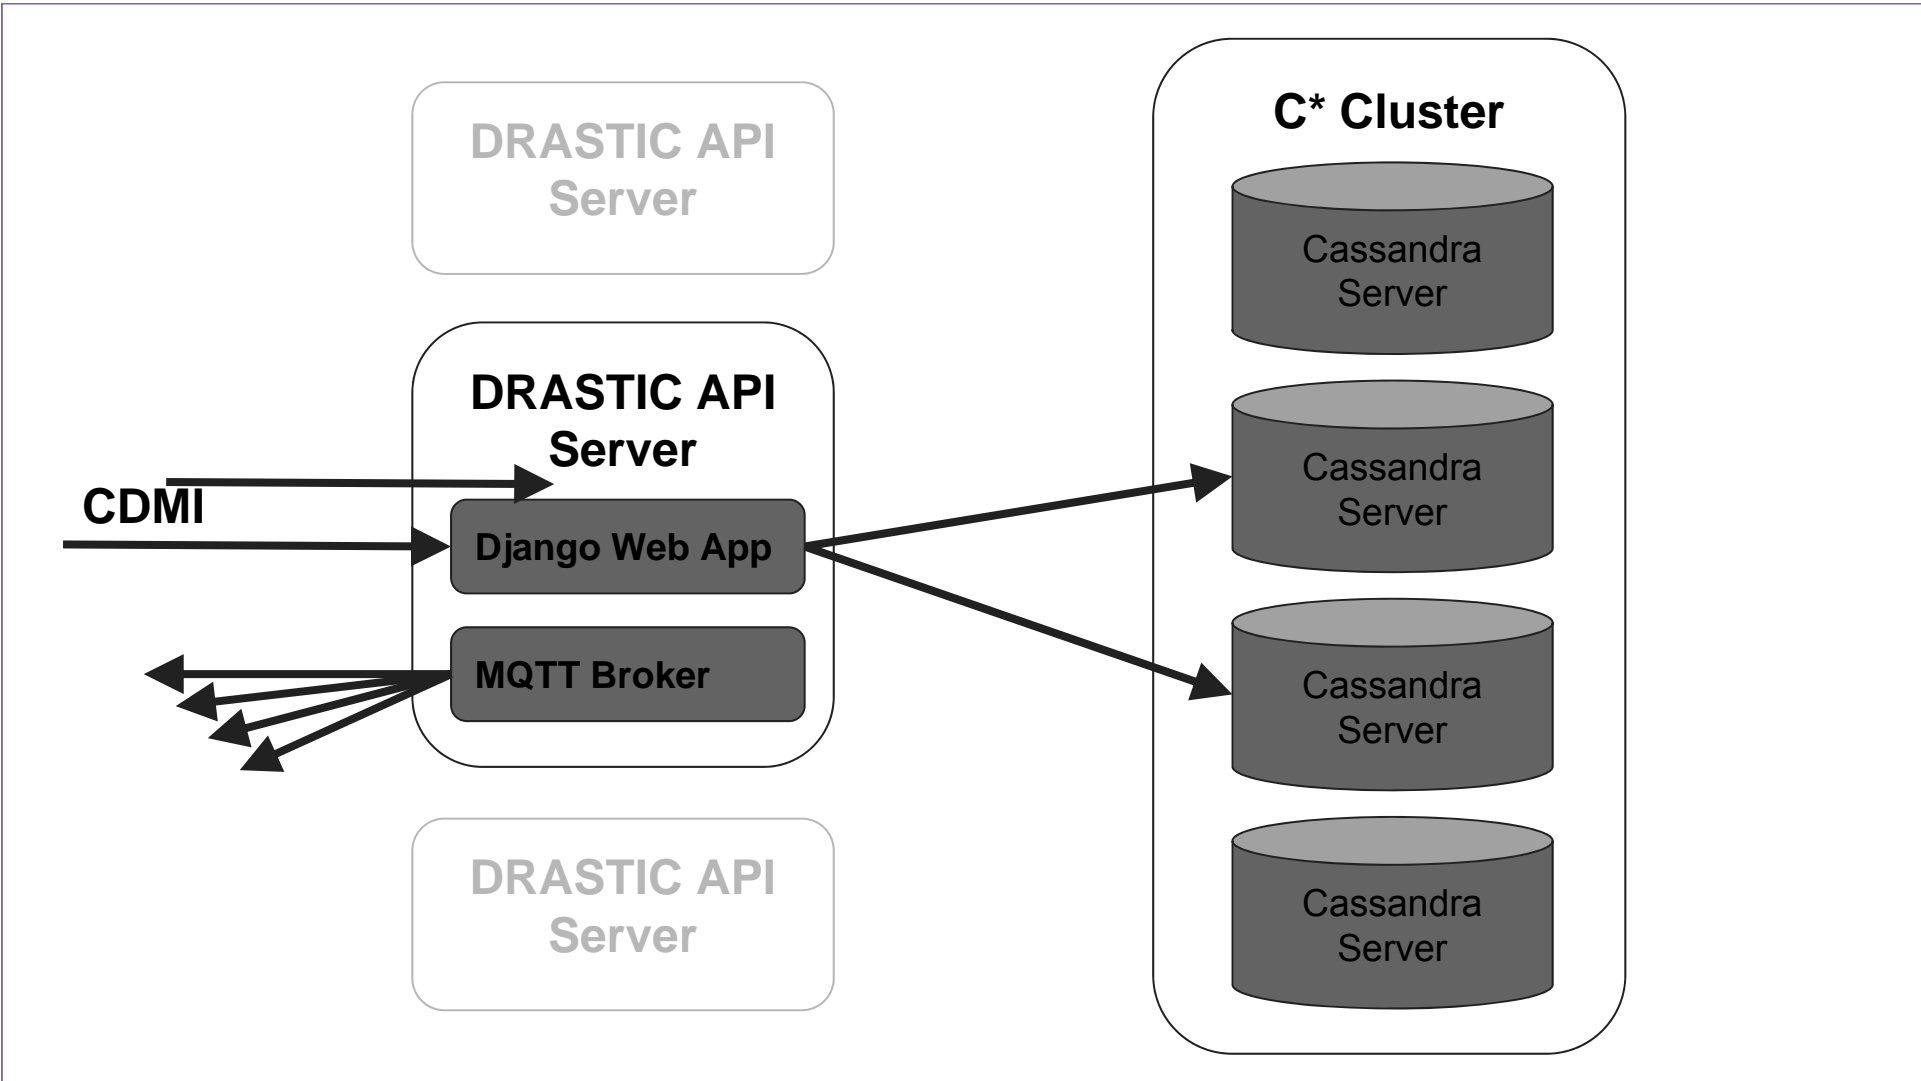 DRASTIC API
Server
DRASTIC API
Server
CDMI
Django Web App
MQTT Broker
DRASTIC API
Server
C* Cluster
Cassandra
Server
Cassandra
Server
Cassandra
Server
Cassandra
Server